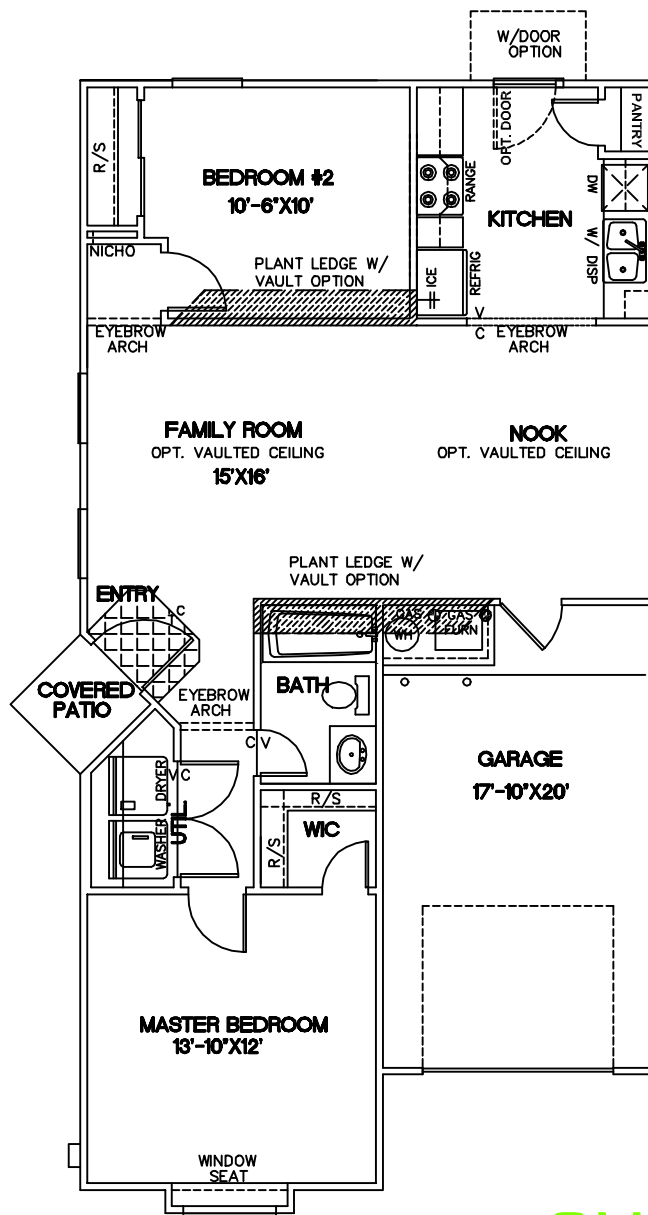 W/DOOR
OPTION
R/S
BEDROOM #2
10'-6"X10'
OPT. DOOR
PANTRY
RANGE
KITCHEN
DW
W/ DISP
NICHO
PLANT LEDGE W/
VAULT OPTION
ICE
REFRIG
EYEBROW
ARCH
V
C
EYEBROW
ARCH
FAMILY ROOM
OPT. VAULTED CEILING
15'X16'
NOOK
OPT. VAULTED CEILING
PLANT LEDGE W/
VAULT OPTION
ENTRY
C
GAS
WH
GAS
FURN
COVERED
PATIO
EYEBROW
ARCH
BATH
C V
GARAGE
17'-10"X20'
V C
DRYER
WASHER
UTIL.
R/S
R/S
WIC
MASTER BEDROOM
13'-10"X12'
WINDOW
SEAT